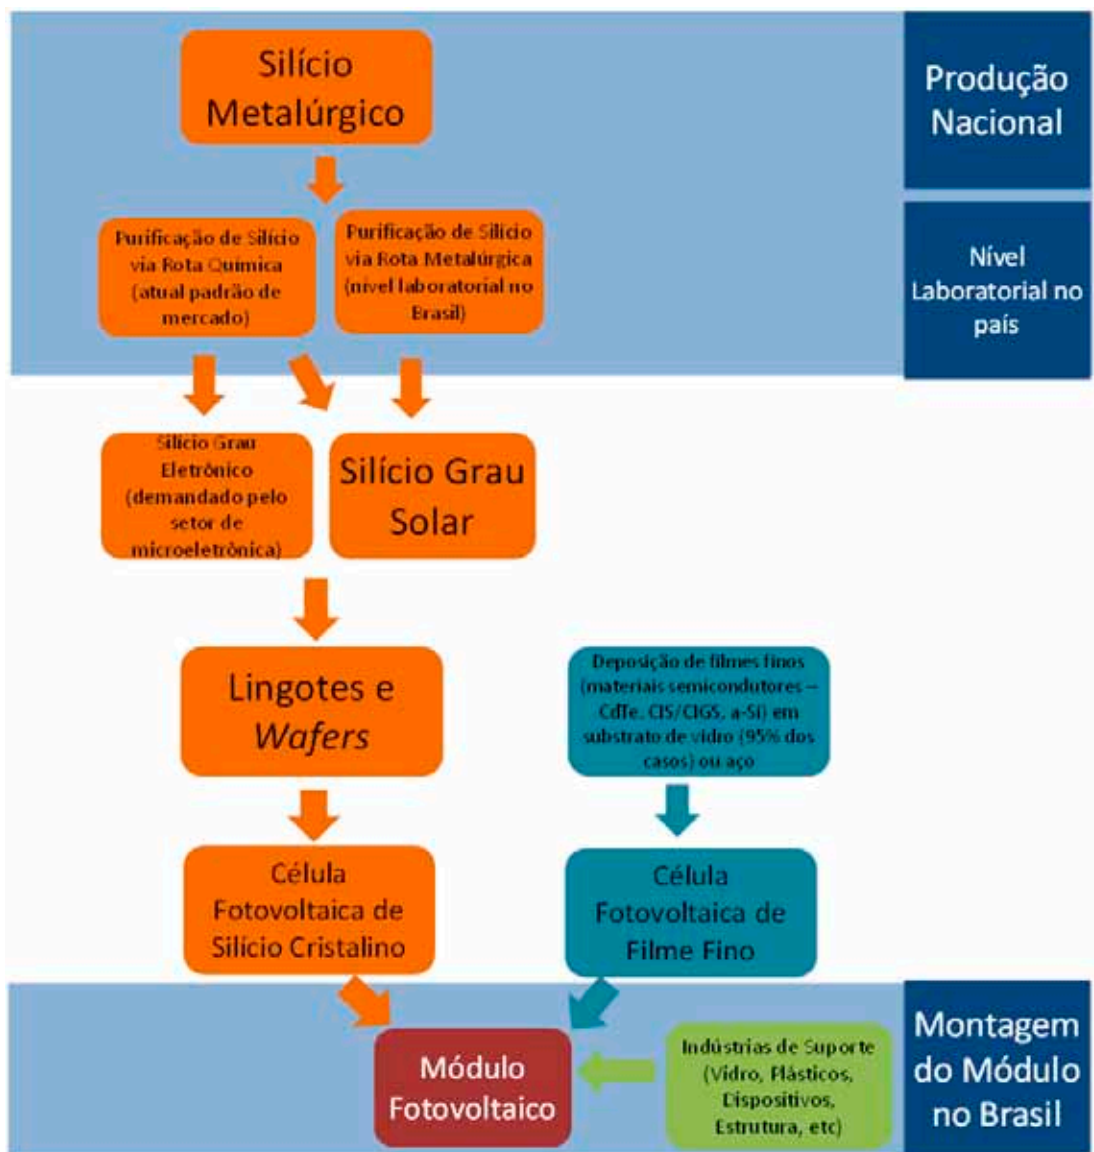 Silício
Metalúrgico
Produção
Nacional
Purificação de Silício
via Rota Química
(atual padrão de
mercado)
Purificação de Silício
via Rota Metalúrgica
(nível laboratorial no
Brasil)
Nível
Laboratorial no
país
Silício Grau
Eletrônico
(demandado pelo
setor de
microeletrônica)
Silício Grau
Solar
Lingotes e
Wafers
Deposição de filmes finos
(materiais semicondutores –
CdTe, CIS/CIGS, a-Si) em
substrato de vidro (95% dos
casos) ou aço
Célula
Fotovoltaica de
Silício Cristalino
Célula
Fotovoltaica de
Filme Fino
Módulo
Fotovoltaico
Indústrias de Suporte
(Vidro, Plásticos,
Dispositivos,
Estrutura, etc)
Montagem
do Módulo
no Brasil